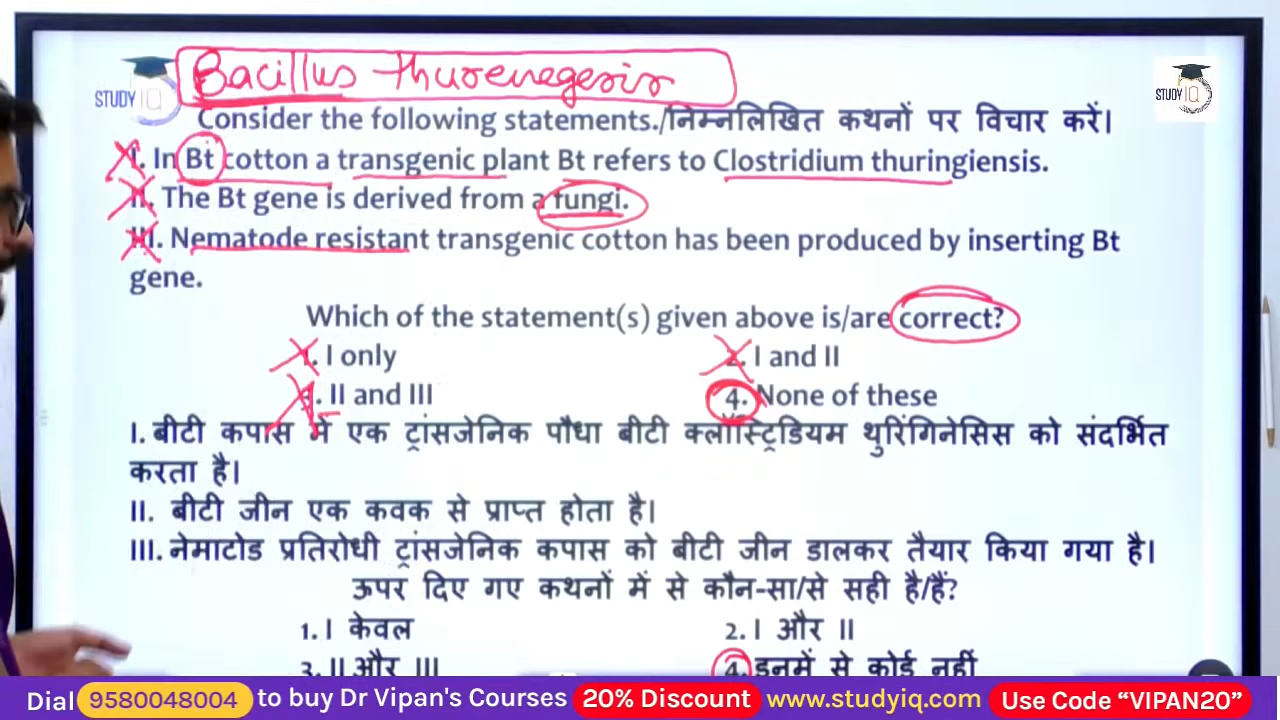 Bacillus thurenegesis
STUDY IQ
STUDY IQ
Consider the following statements./निम्नलिखित कथनों पर विचार करें।
I. In Bt cotton a transgenic plant Bt refers to Clostridium thuringiensis.
II. The Bt gene is derived from a fungi.
III. Nematode resistant transgenic cotton has been produced by inserting Bt
gene.
Which of the statement(s) given above is/are correct?
1. I only 2. I and II
3. II and III 4. None of these
I. बीटी कपास में एक ट्रांसजेनिक पौधा बीटी क्लॉस्ट्रिडियम थुरिंगिनेसिस को संदर्भित
करता है।
II. बीटी जीन एक कवक से प्राप्त होता है।
III. नेमाटोड प्रतिरोधी ट्रांसजेनिक कपास को बीटी जीन डालकर तैयार किया गया है।
ऊपर दिए गए कथनों में से कौन-सा/से सही है/हैं?
1. I केवल 2. I और II
3. II और III 4. इनमें से कोई नहीं
Dial 9580048004 to buy Dr Vipan's Courses 20% Discount www.studyiq.com Use Code “VIPAN20”